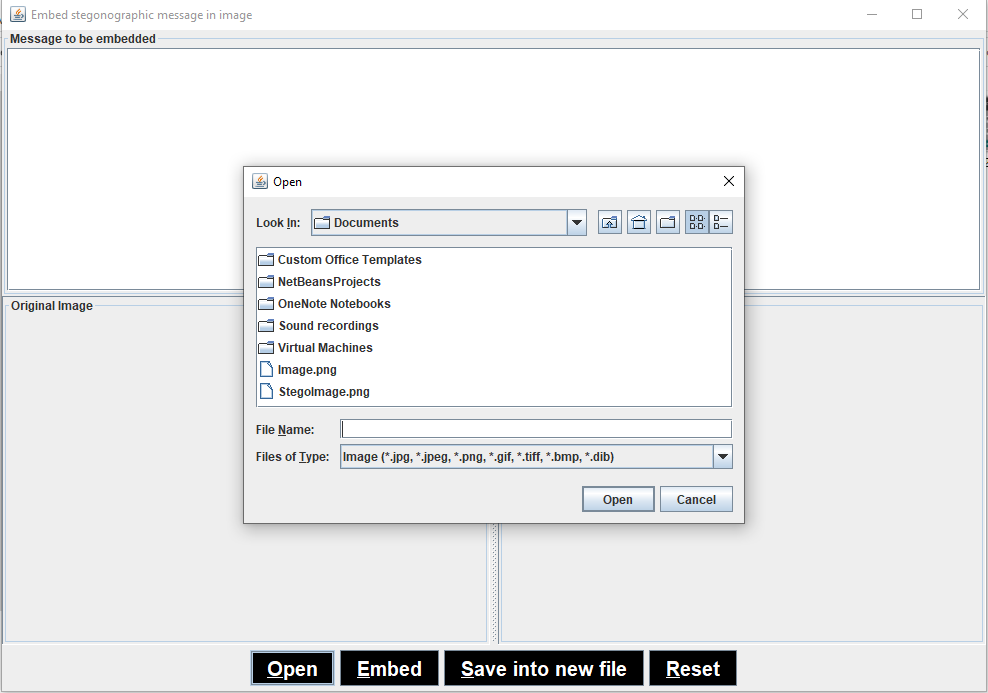 Embed stegonographic message in image
Message to be embedded
Open
Look In: Documents
Custom Office Templates
NetBeansProjects
OneNote Notebooks
Sound recordings
Virtual Machines
Image.png
StegoImage.png
File Name:
Files of Type: Image (*.jpg, *.jpeg, *.png, *.gif, *.tiff, *.bmp, *.dib)
Open Cancel
Original Image
Open Embed Save into new file Reset